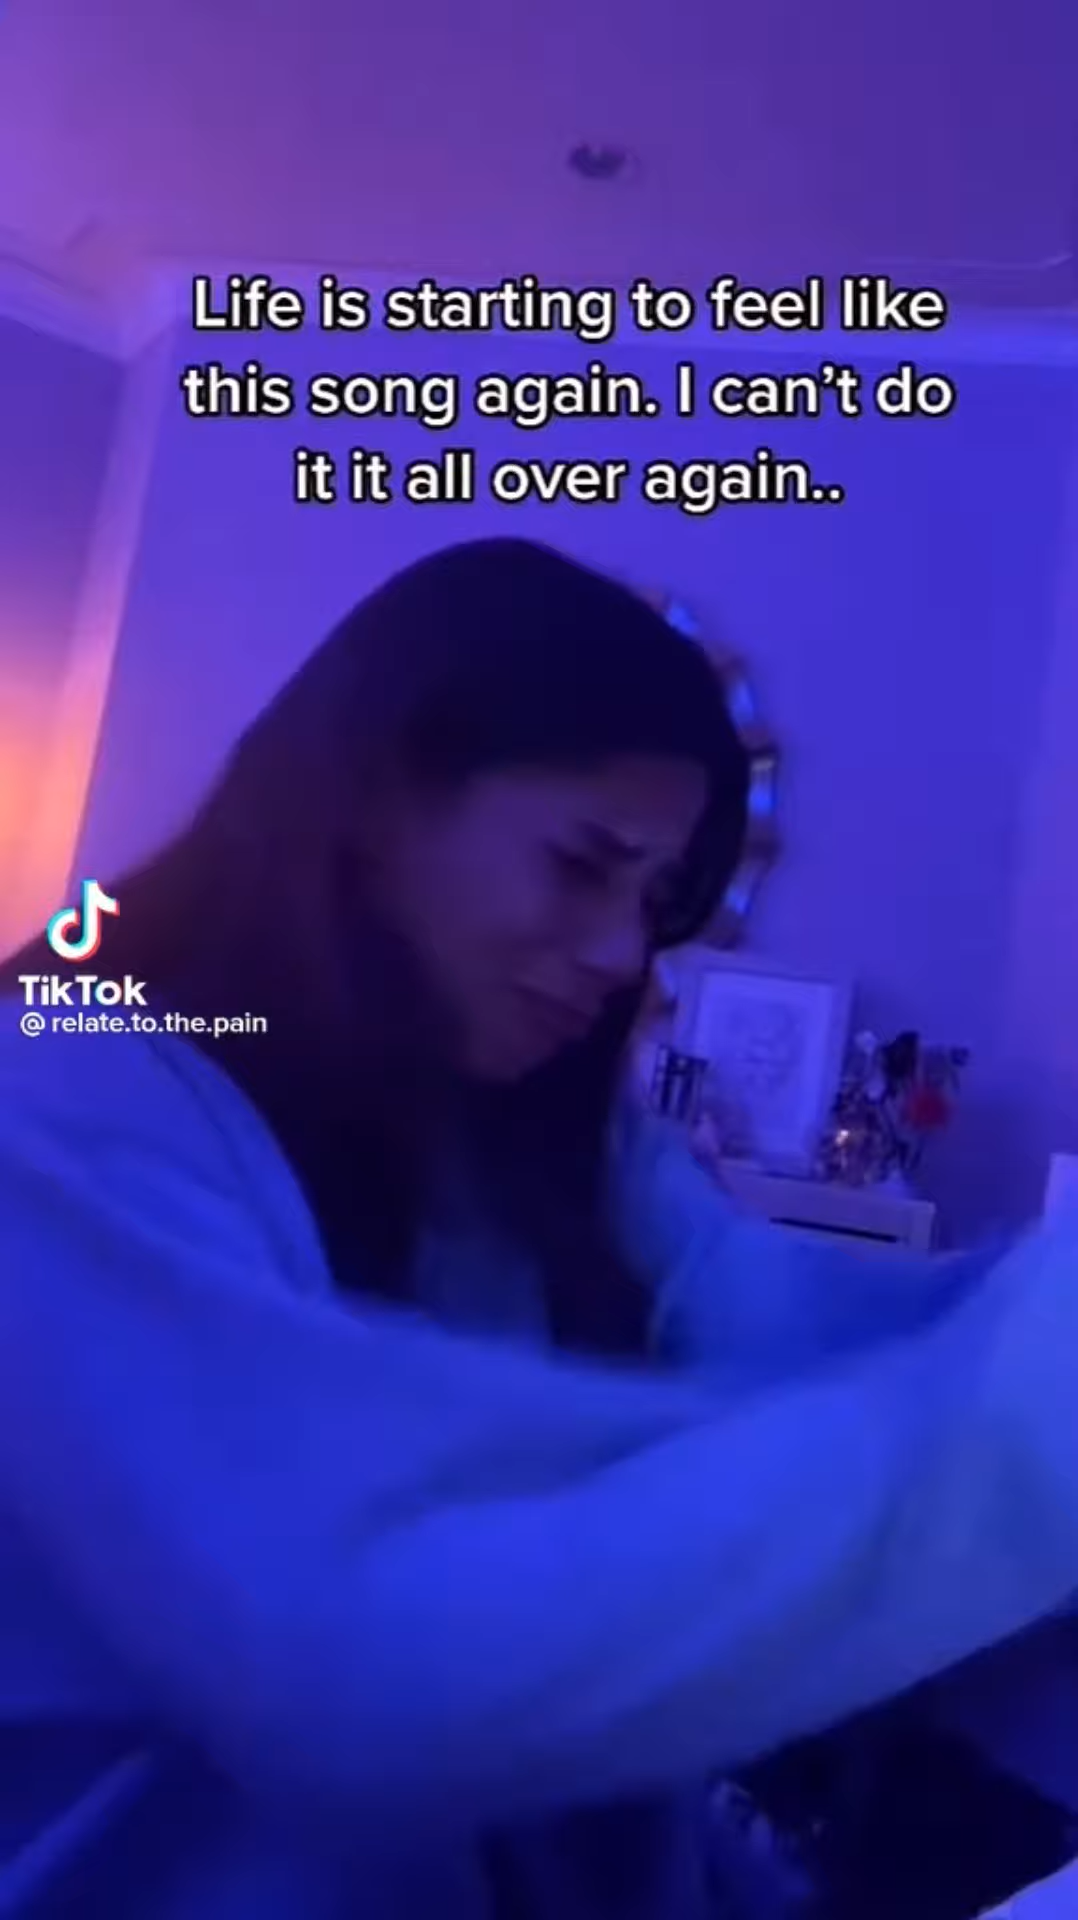 Life is starting to feel like
this song again. I can't do
it it all over again..
TikTok
@ relate.to.the.pain